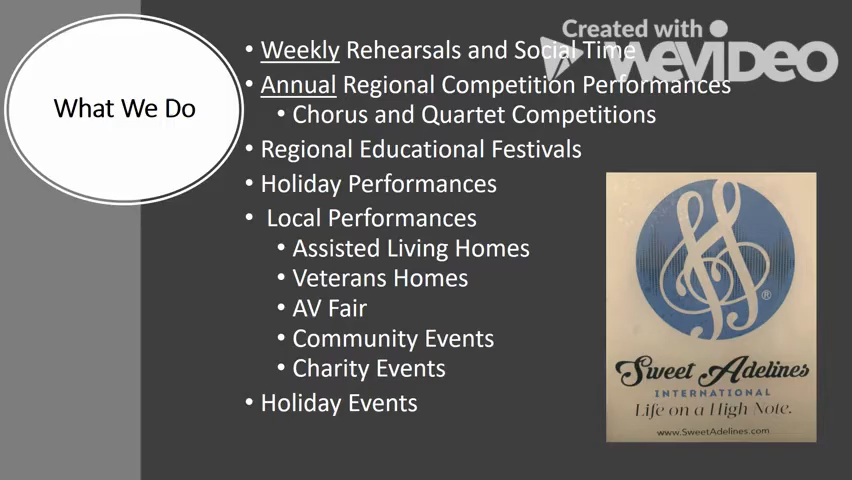 Created with
WeVideo
What We Do
• Weekly Rehearsals and Social Time
• Annual Regional Competition Performances
• Chorus and Quartet Competitions
• Regional Educational Festivals
• Holiday Performances
• Local Performances
• Assisted Living Homes
• Veterans Homes
• AV Fair
• Community Events
• Charity Events
• Holiday Events
®
Sweet Adelines
INTERNATIONAL
Life on a High Note.
www.SweetAdelines.com